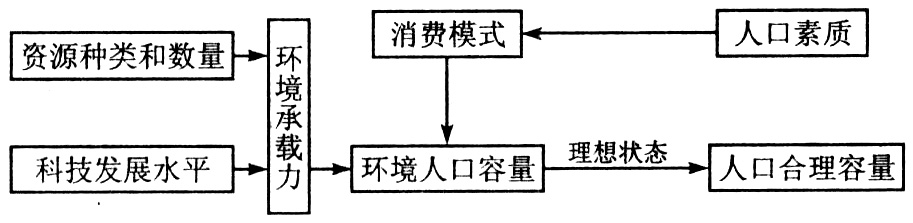 消费模式
人口素质
资源种类和数量
环境承载力
科技发展水平
环境人口容量
理想状态
人口合理容量